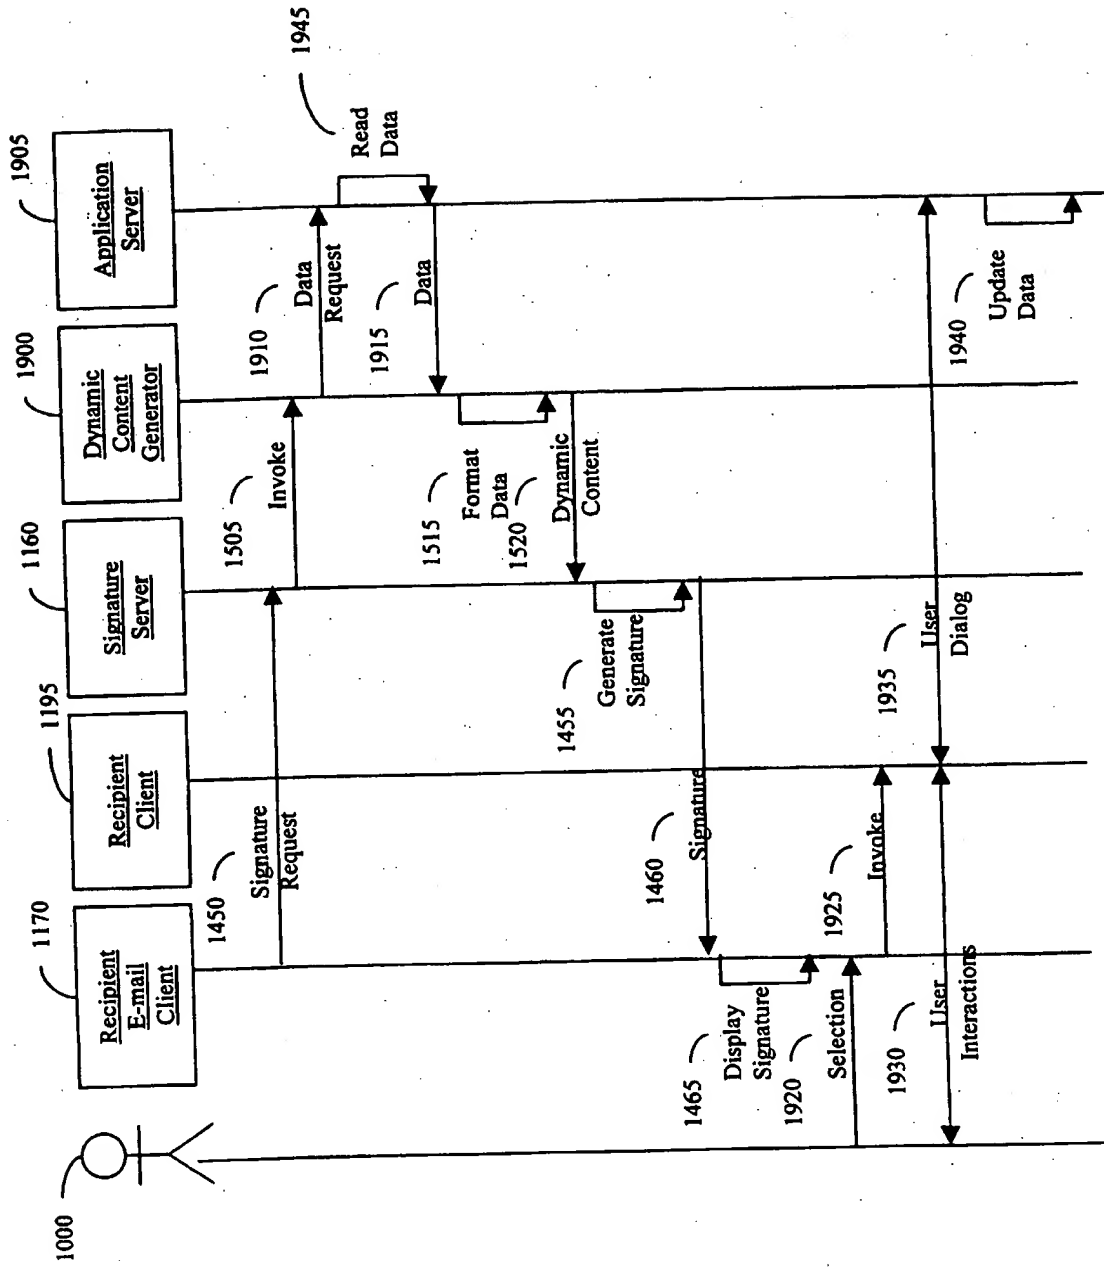 1000
1170
Recipient
E-mail
Client
1195
Recipient
Client
1160
Signature
Server
1900
Dynamic
Content
Generator
1905
Application
Server
1450
Signature
Request
1505
Invoke
1910
Data
Request
1945
Read
Data
1915
Data
1515
Format
Data
1520
Dynamic
Content
1455
Generate
Signature
1460
Signature
1465
Display
Signature
1920
Selection
1925
Invoke
1930
User
Interactions
1935
User
Dialog
1940
Update
Data